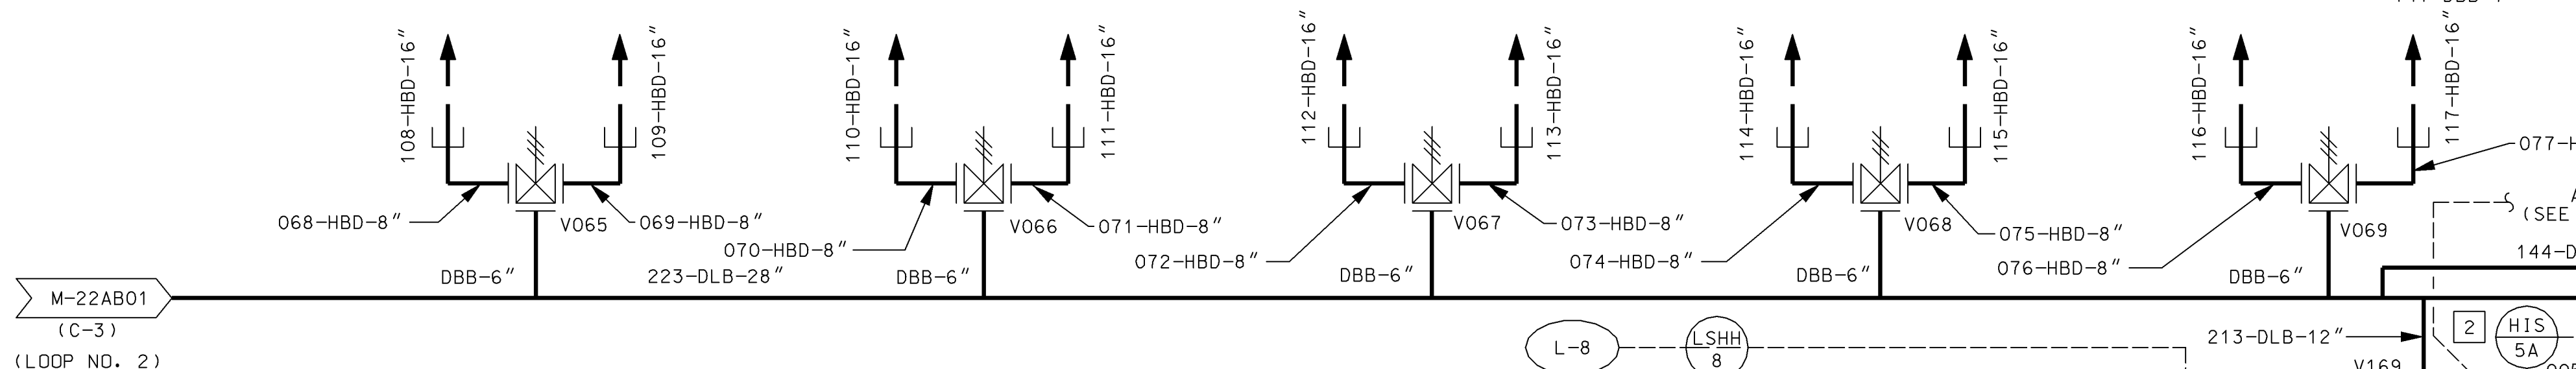 108-HBD-16"
109-HBD-16"
110-HBD-16"
111-HBD-16"
112-HBD-16"
113-HBD-16"
114-HBD-16"
115-HBD-16"
116-HBD-16"
117-HBD-16"
068-HBD-8"
V065
069-HBD-8"
070-HBD-8"
V066
071-HBD-8"
072-HBD-8"
V067
073-HBD-8"
074-HBD-8"
V068
075-HBD-8"
076-HBD-8"
V069
077-H
(SEE
144-D
DBB-6"
223-DLB-28"
DBB-6"
DBB-6"
DBB-6"
DBB-6"
M-22AB01
(C-3)
(LOOP NO. 2)
L-8
LSHH
8
213-DLB-12"
2
HIS
5A
V169